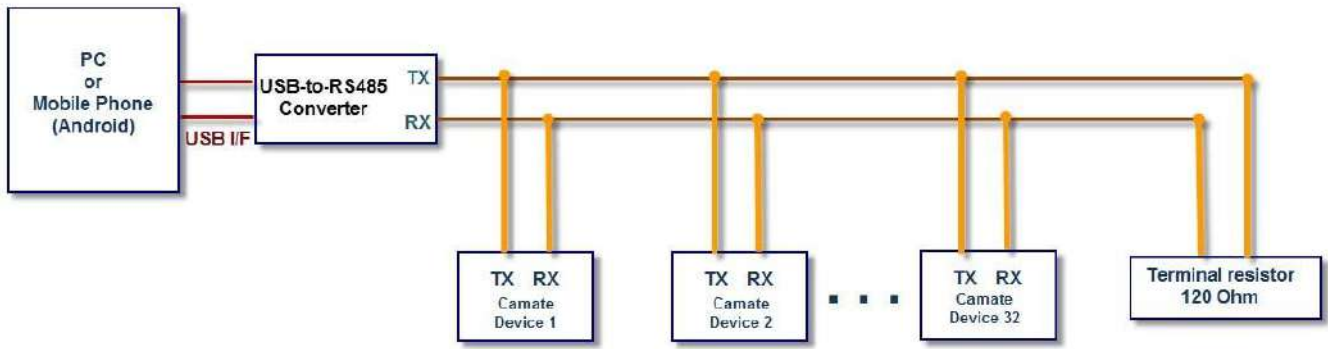 PC
or
Mobile Phone
(Android)
USB I/F
USB-to-RS485
Converter
TX
RX
TX RX
Camate
Device 1
TX RX
Camate
Device 2
TX RX
Camate
Device 32
Terminal resistor
120 Ohm